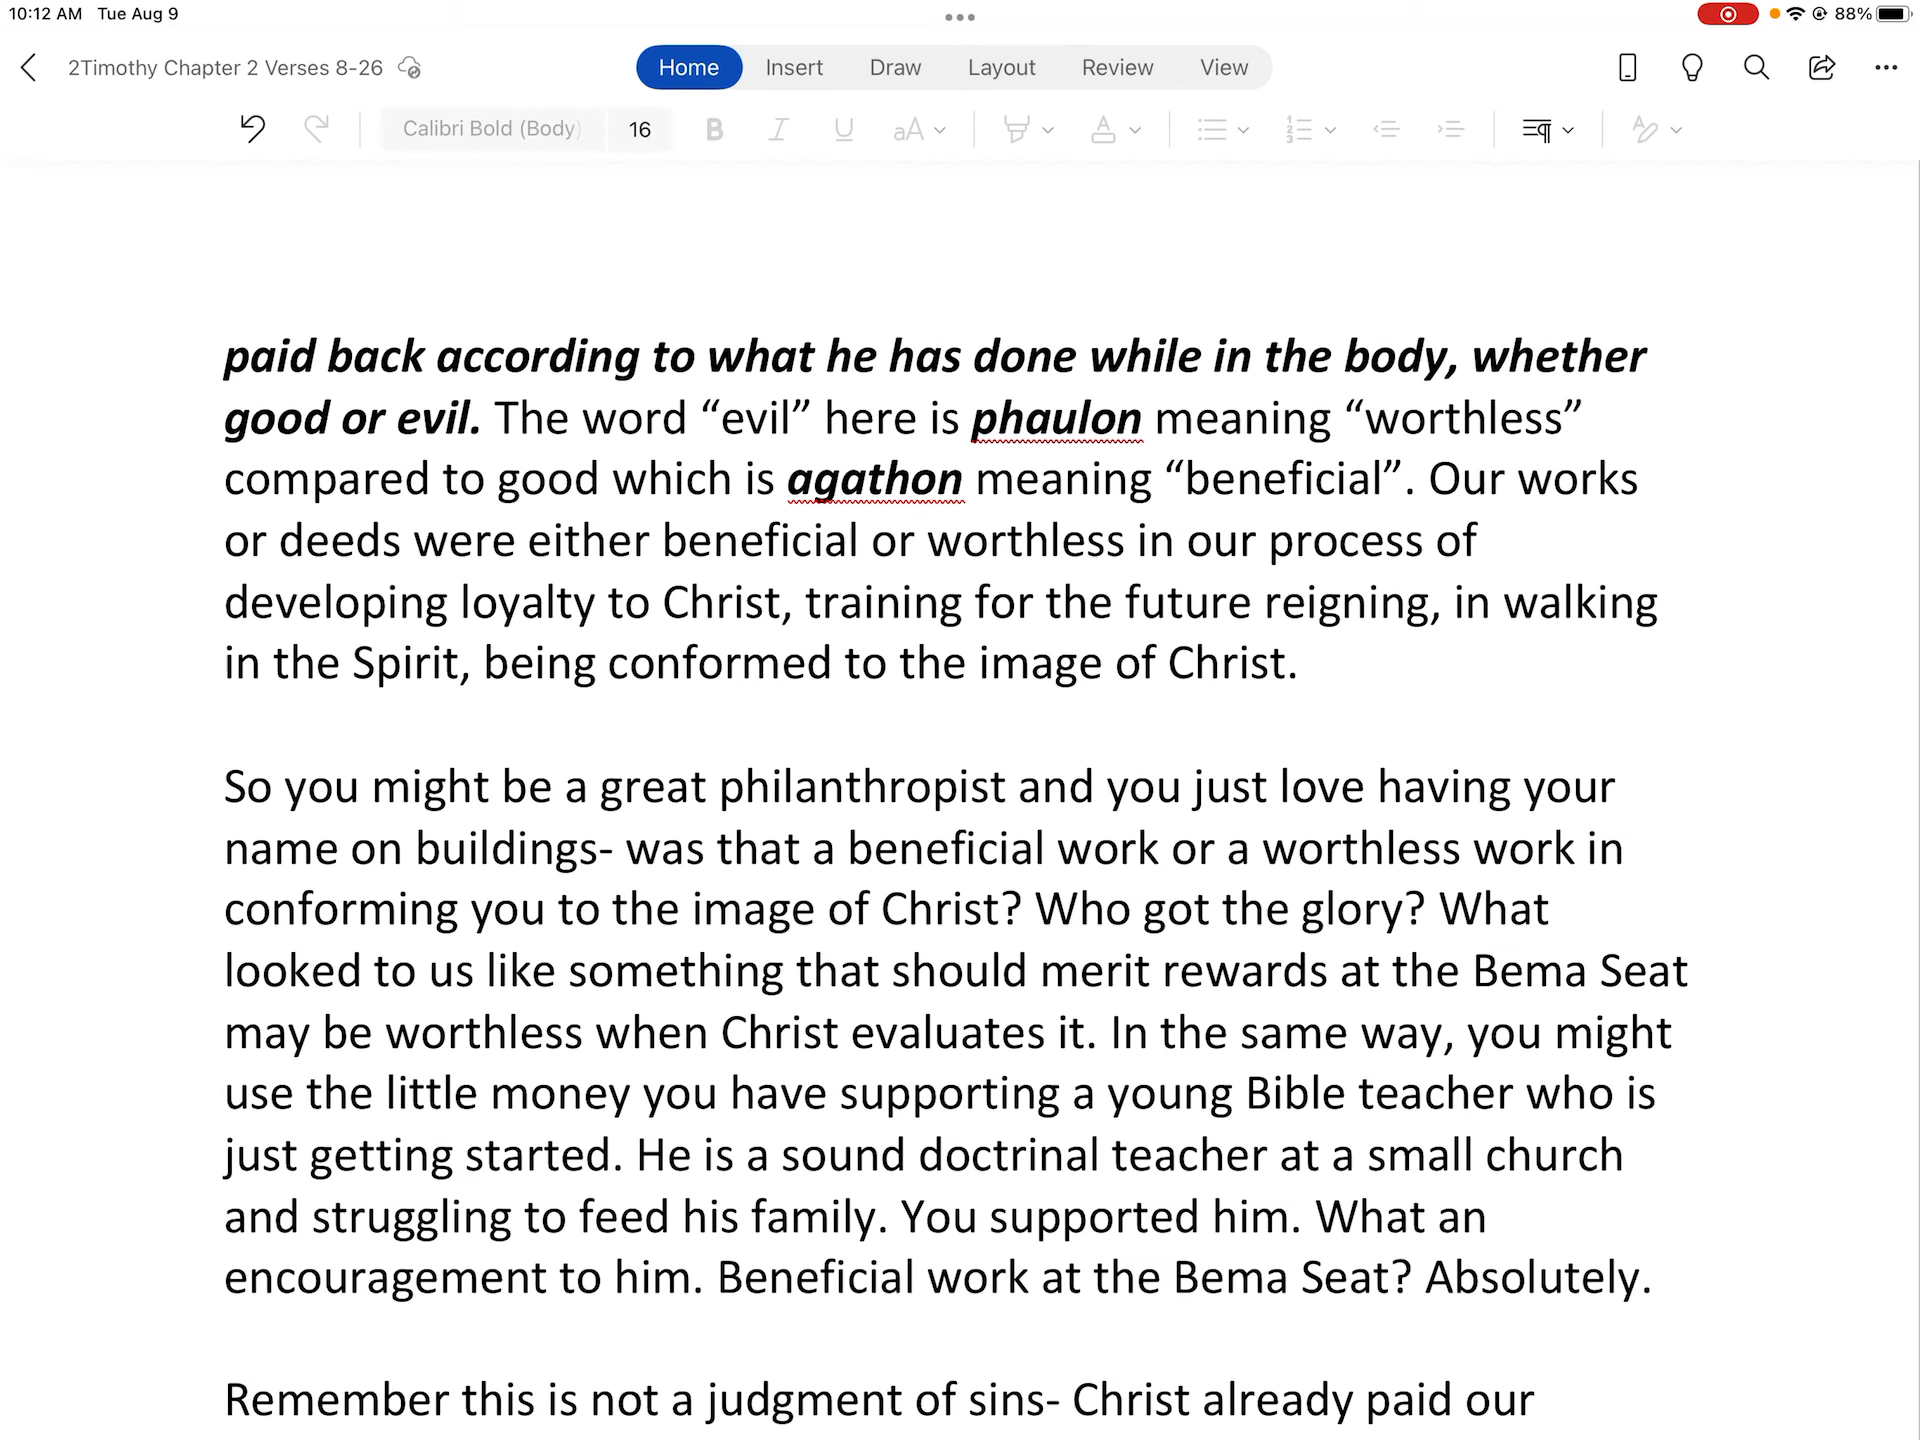 10:12 AM Tue Aug 9
88%
2Timothy Chapter 2 Verses 8-26
Home Insert Draw Layout Review View
Calibri Bold (Body) 16 B I U aA A
paid back according to what he has done while in the body, whether
good or evil. The word “evil” here is phaulon meaning “worthless”
compared to good which is agathon meaning “beneficial”. Our works
or deeds were either beneficial or worthless in our process of
developing loyalty to Christ, training for the future reigning, in walking
in the Spirit, being conformed to the image of Christ.
So you might be a great philanthropist and you just love having your
name on buildings- was that a beneficial work or a worthless work in
conforming you to the image of Christ? Who got the glory? What
looked to us like something that should merit rewards at the Bema Seat
may be worthless when Christ evaluates it. In the same way, you might
use the little money you have supporting a young Bible teacher who is
just getting started. He is a sound doctrinal teacher at a small church
and struggling to feed his family. You supported him. What an
encouragement to him. Beneficial work at the Bema Seat? Absolutely.
Remember this is not a judgment of sins- Christ already paid our